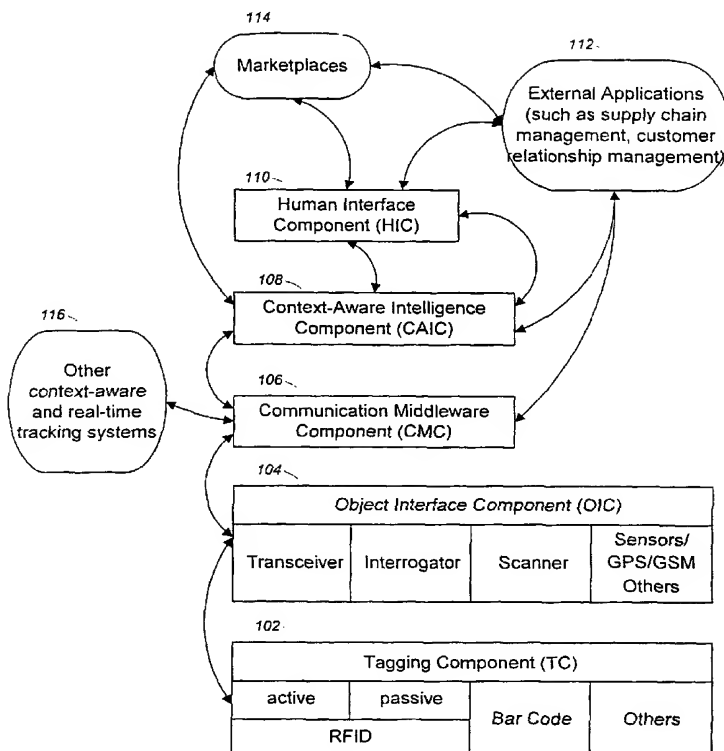 114
Marketplaces
112
External Applications
(such as supply chain
management, customer
relationship management)
110
Human Interface
Component (HIC)
108
Context-Aware Intelligence
Component (CAIC)
116
Other
context-aware
and real-time
tracking systems
106
Communication Middleware
Component (CMC)
104
Object Interface Component (OIC)
Transceiver
Interrogator
Scanner
Sensors/
GPS/GSM
Others
102
Tagging Component (TC)
active
passive
RFID
Bar Code
Others